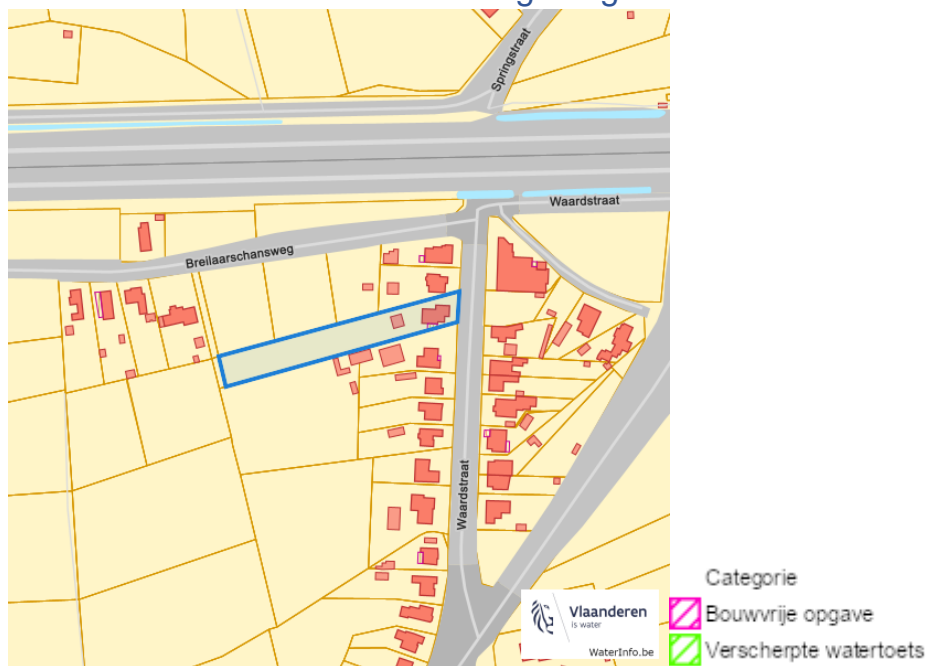 Springstraat
Waardstraat
Breilaarschansweg
Waardstraat
Vlaanderen
is water
WaterInfo.be
Categorie
Bouwvrije opgave
Verscherpte watertoets